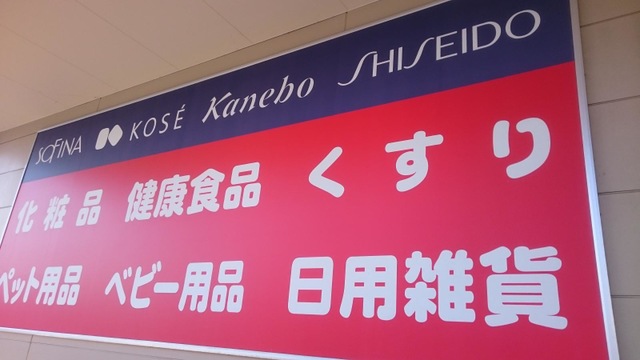 SOFINA KOSÉ Kanebo SHISEIDO
化粧品 健康食品 くすり
ペット用品 ベビー用品 日用雑貨